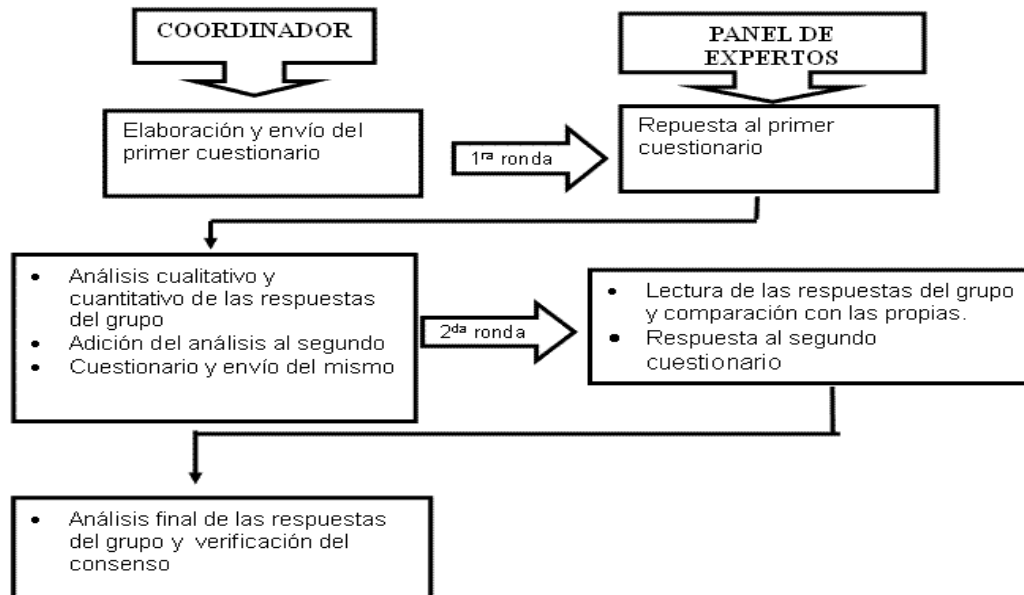 COORDINADOR
PANEL DE
EXPERTOS
Elaboración y envío del
primer cuestionario
1ra ronda
Repuesta al primer
cuestionario
• Análisis cualitativo y
cuantitativo de las respuestas
del grupo
• Adición del análisis al segundo
• Cuestionario y envío del mismo
2da ronda
• Lectura de las respuestas del grupo
y comparación con las propias.
• Respuesta al segundo
cuestionario
• Análisis final de las respuestas
del grupo y verificación del
consenso